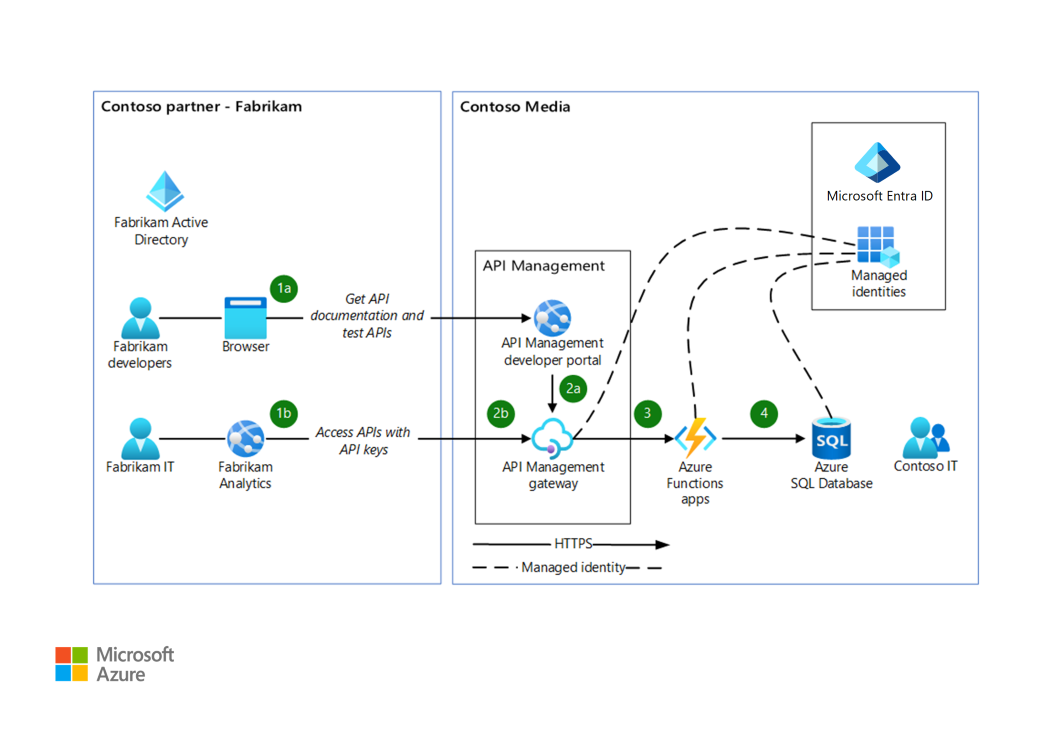 Contoso partner - Fabrikam
Fabrikam Active
Directory
1a
Get API
documentation and
test APIs
Fabrikam
developers
Browser
1b
Access APIs with
API keys
Fabrikam IT
Fabrikam
Analytics
Contoso Media
Microsoft Entra ID
Managed
identities
API Management
API Management
developer portal
2a
2b
API Management
gateway
3
Azure
Functions
apps
4
SQL
Azure
SQL Database
Contoso IT
HTTPS
Managed identity
Microsoft
Azure